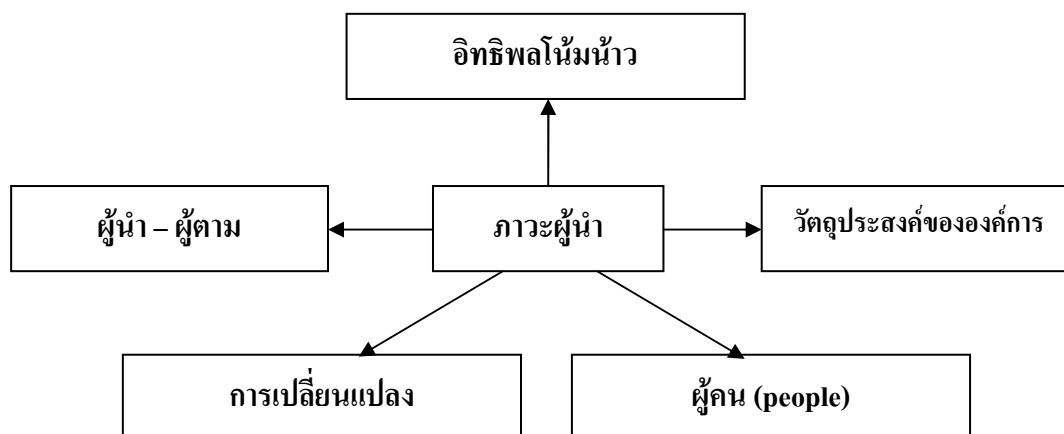 อิทธิพลโน้มน้าว
ผู้นำ – ผู้ตาม
ภาวะผู้นำ
วัตถุประสงค์ขององค์การ
การเปลี่ยนแปลง
ผู้คน (people)